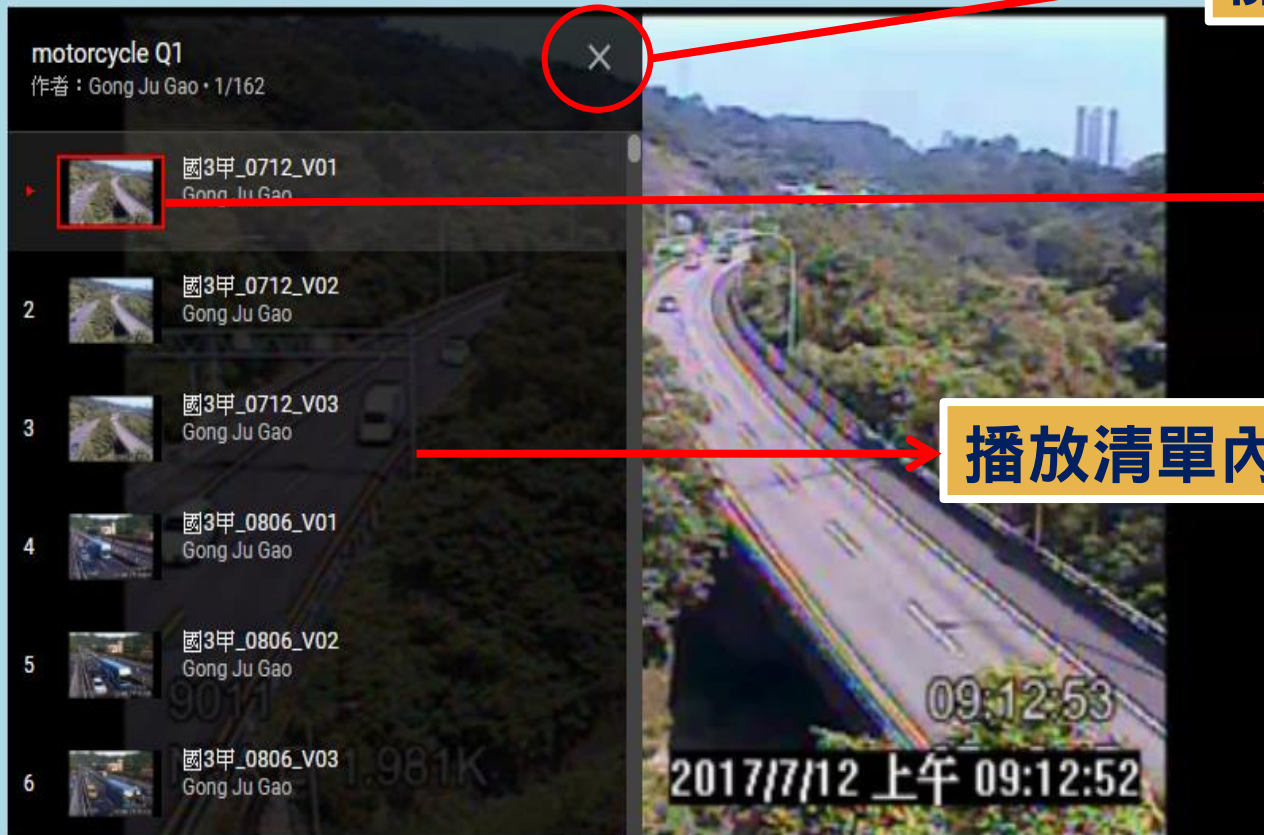 motorcycle Q1
作者：Gong Ju Gao • 1/162
國3甲_0712_V01
Gong Ju Gao
2
國3甲_0712_V02
Gong Ju Gao
3
國3甲_0712_V03
Gong Ju Gao
4
國3甲_0806_V01
Gong Ju Gao
5
國3甲_0806_V02
Gong Ju Gao
6
國3甲_0806_V03
Gong Ju Gao
9011
1.981K
播放清單內
09:12:53
2017/7/12 上午 09:12:52